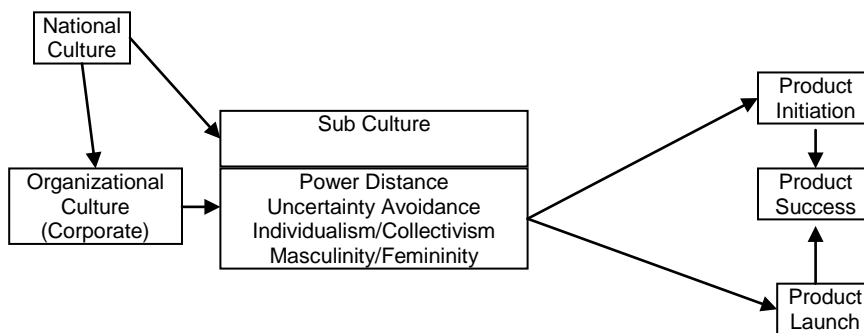 National
Culture
Organizational
Culture
(Corporate)
Sub Culture
Power Distance
Uncertainty Avoidance
Individualism/Collectivism
Masculinity/Femininity
Product
Initiation
Product
Success
Product
Launch